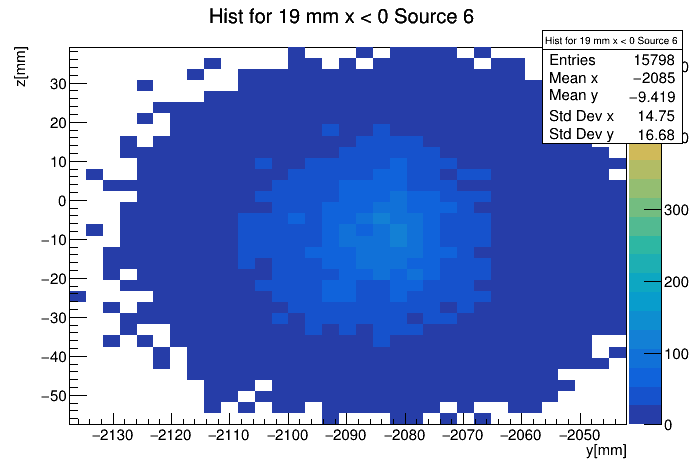 Hist for 19 mm x < 0 Source 6
Hist for 19 mm x < 0 Source 6
Entries 15798
Mean x −2085
Mean y −9.419
Std Dev x 14.75
Std Dev y 16.68
z[mm]
30
20
10
0
−10
−20
−30
−40
−50
−2130 −2120 −2110 −2100 −2090 −2080 −2070 −2060 −2050
y[mm]
300
200
100
0